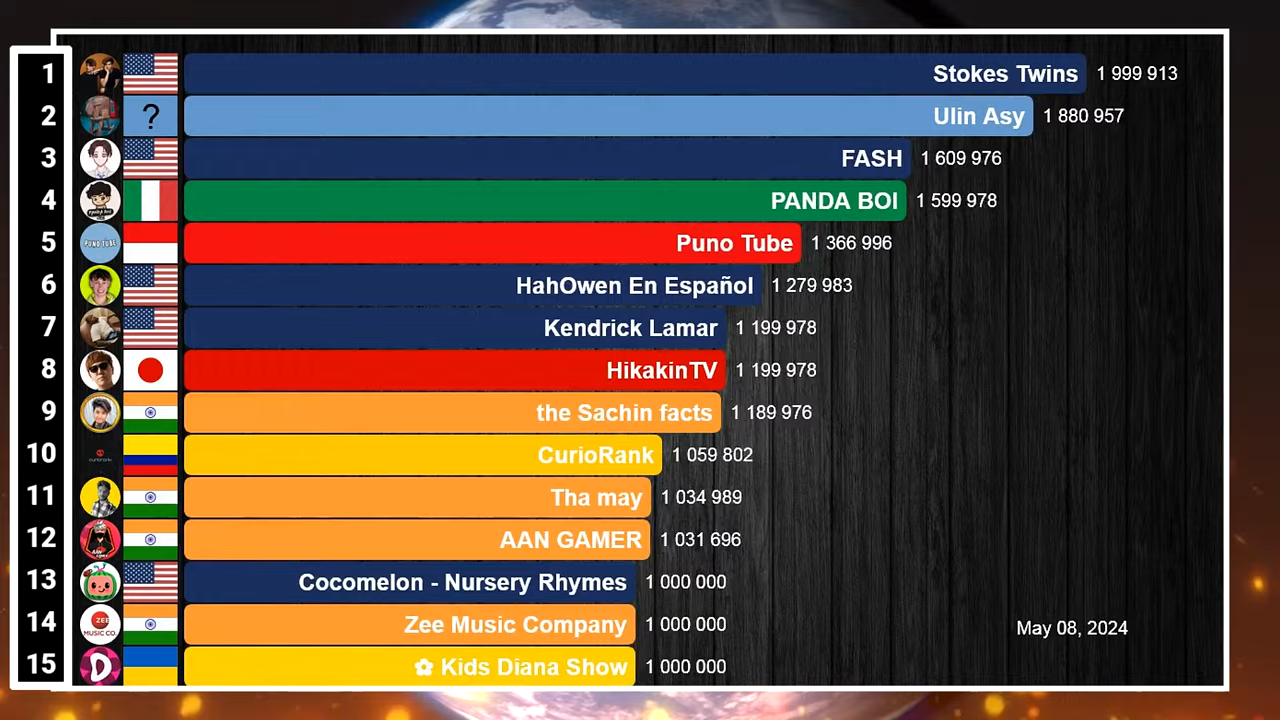 1 Stokes Twins 1 999 913
2 ? Ulin Asy 1 880 957
3 FASH 1 609 976
4 PANDA BOI 1 599 978
5 PUNO TUBE Puno Tube 1 366 996
6 HahOwen En Español 1 279 983
7 Kendrick Lamar 1 199 978
8 HikakinTV 1 199 978
9 the Sachin facts 1 189 976
10 CurioRank 1 059 802
11 Tha may 1 034 989
12 AAN GAMER 1 031 696
13 Cocomelon - Nursery Rhymes 1 000 000
14 ZEE MUSIC CO. Zee Music Company 1 000 000
15 D ✿ Kids Diana Show 1 000 000
May 08, 2024